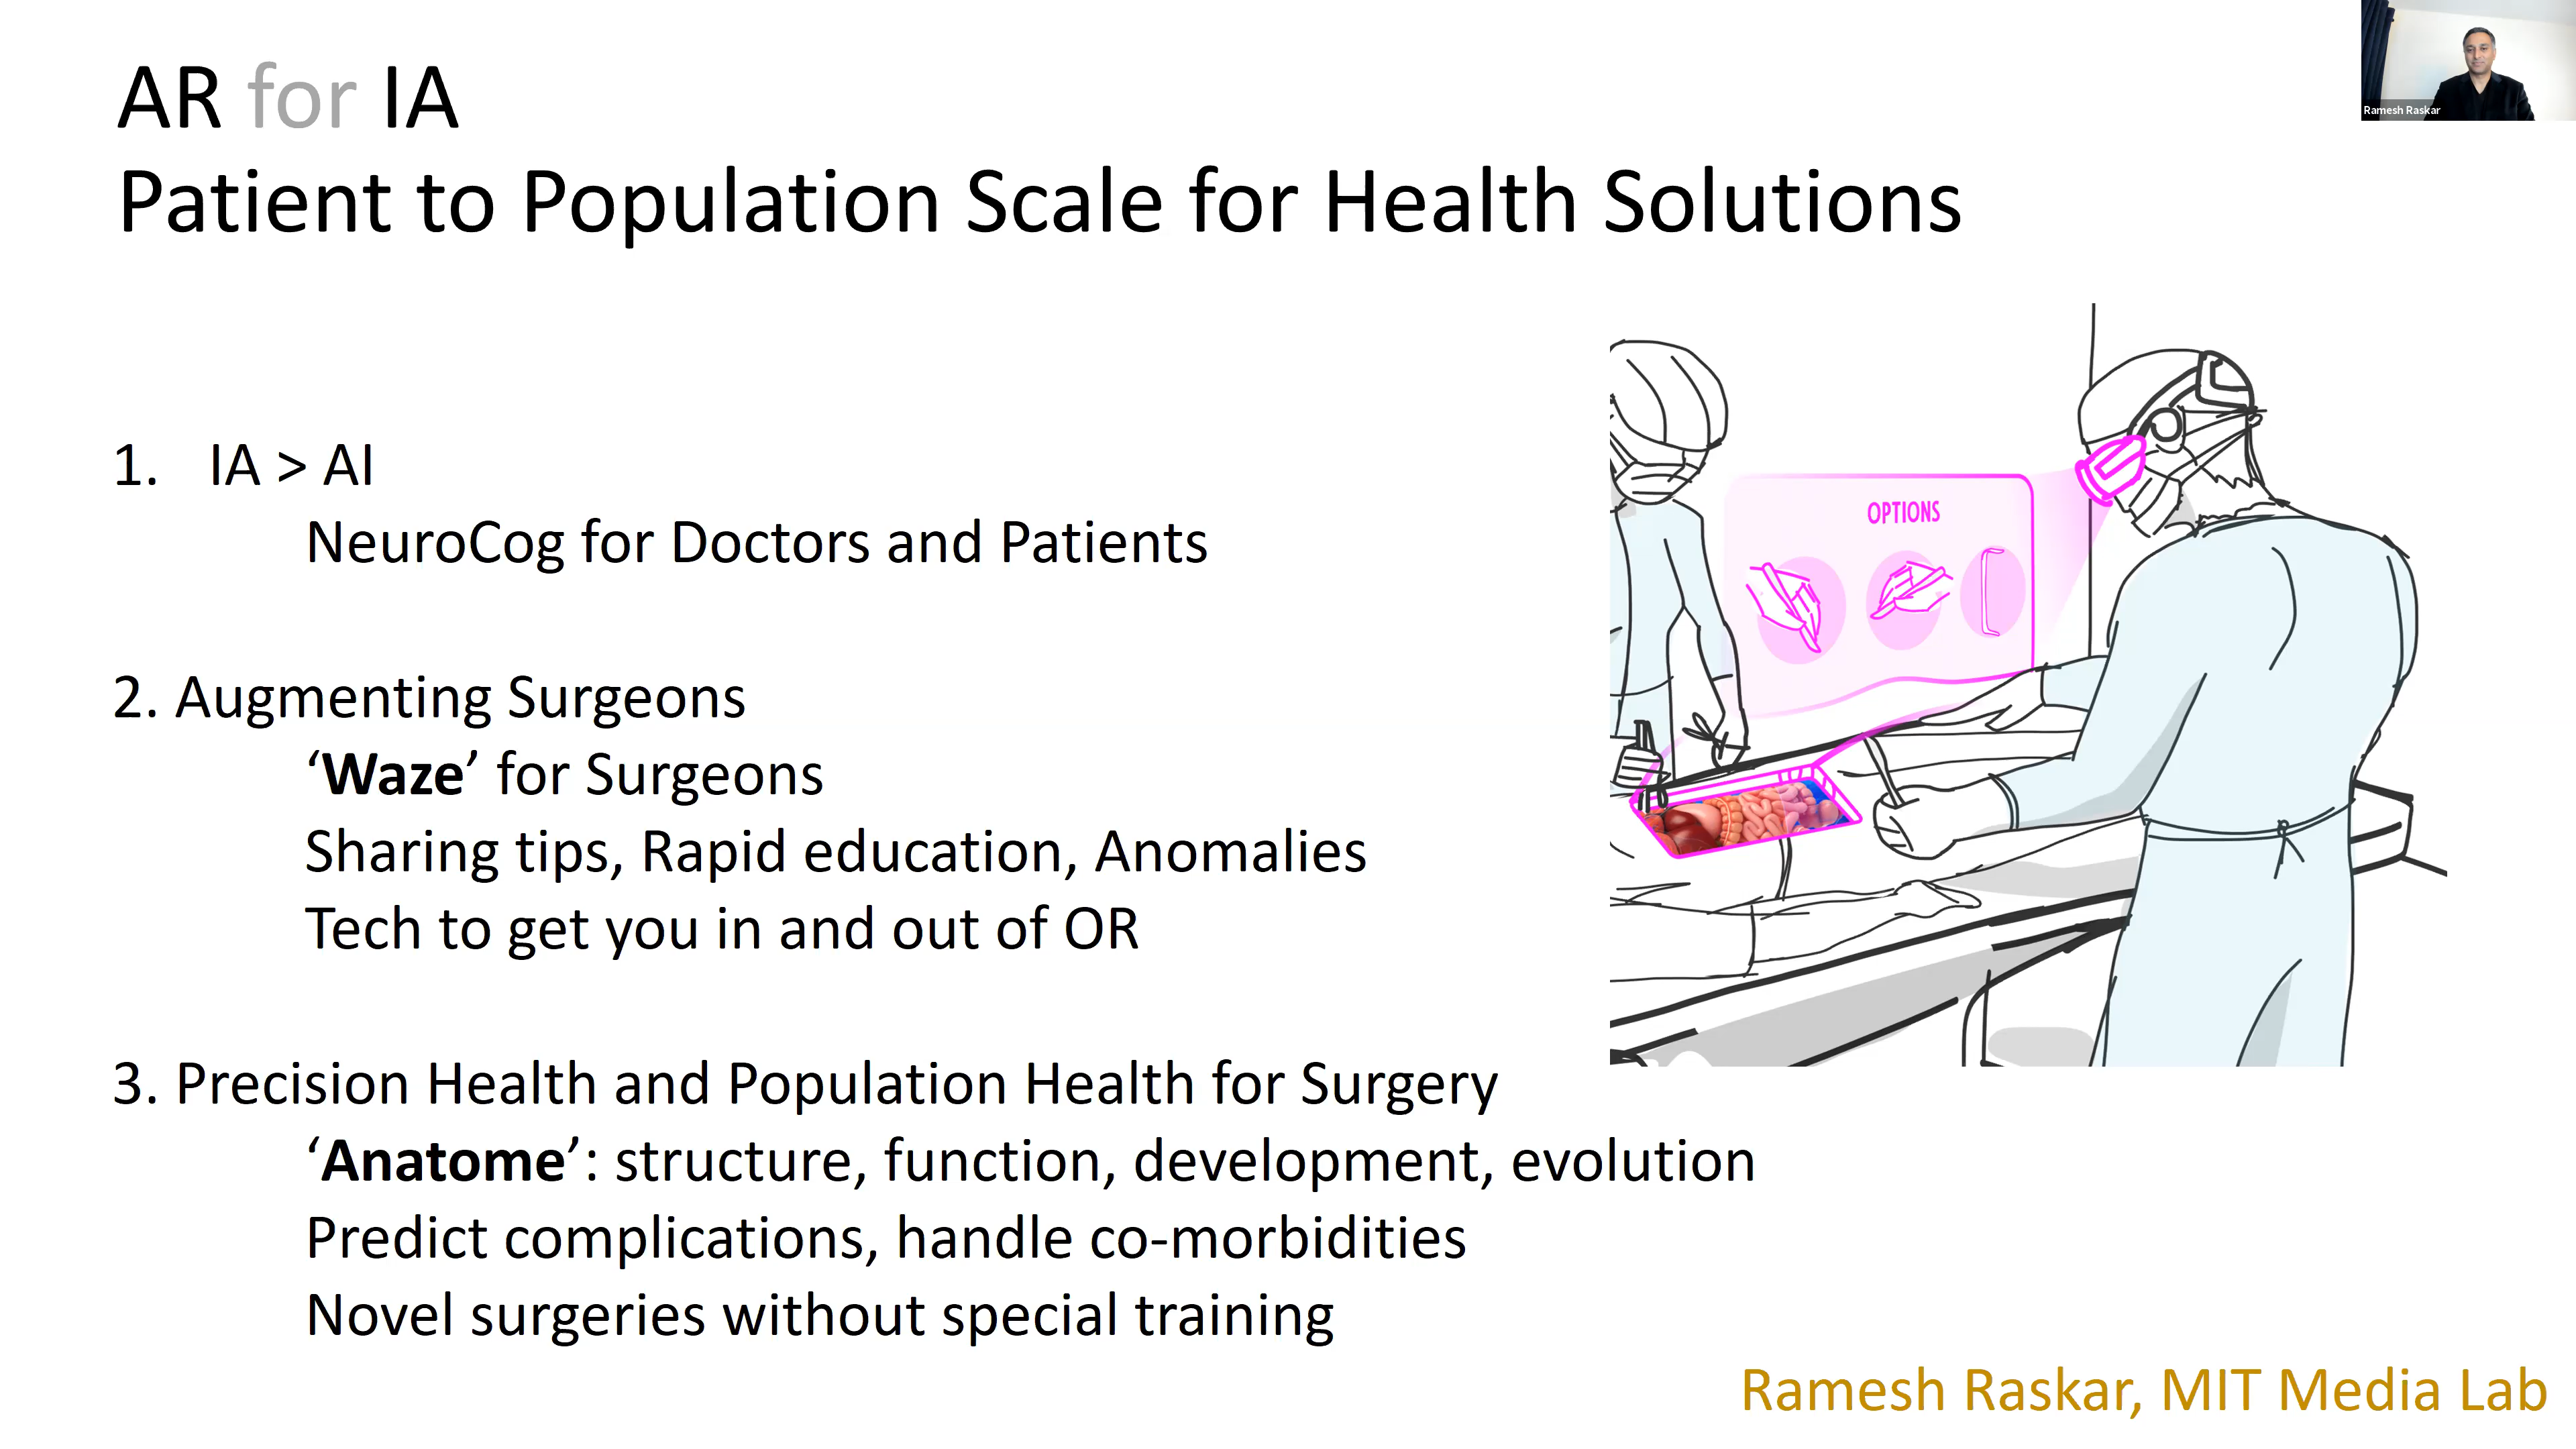 AR for IA
Patient to Population Scale for Health Solutions
Ramesh Raskar
1. IA > AI
NeuroCog for Doctors and Patients
2. Augmenting Surgeons
‘Waze’ for Surgeons
Sharing tips, Rapid education, Anomalies
Tech to get you in and out of OR
3. Precision Health and Population Health for Surgery
‘Anatome’: structure, function, development, evolution
Predict complications, handle co-morbidities
Novel surgeries without special training
OPTIONS
Ramesh Raskar, MIT Media Lab